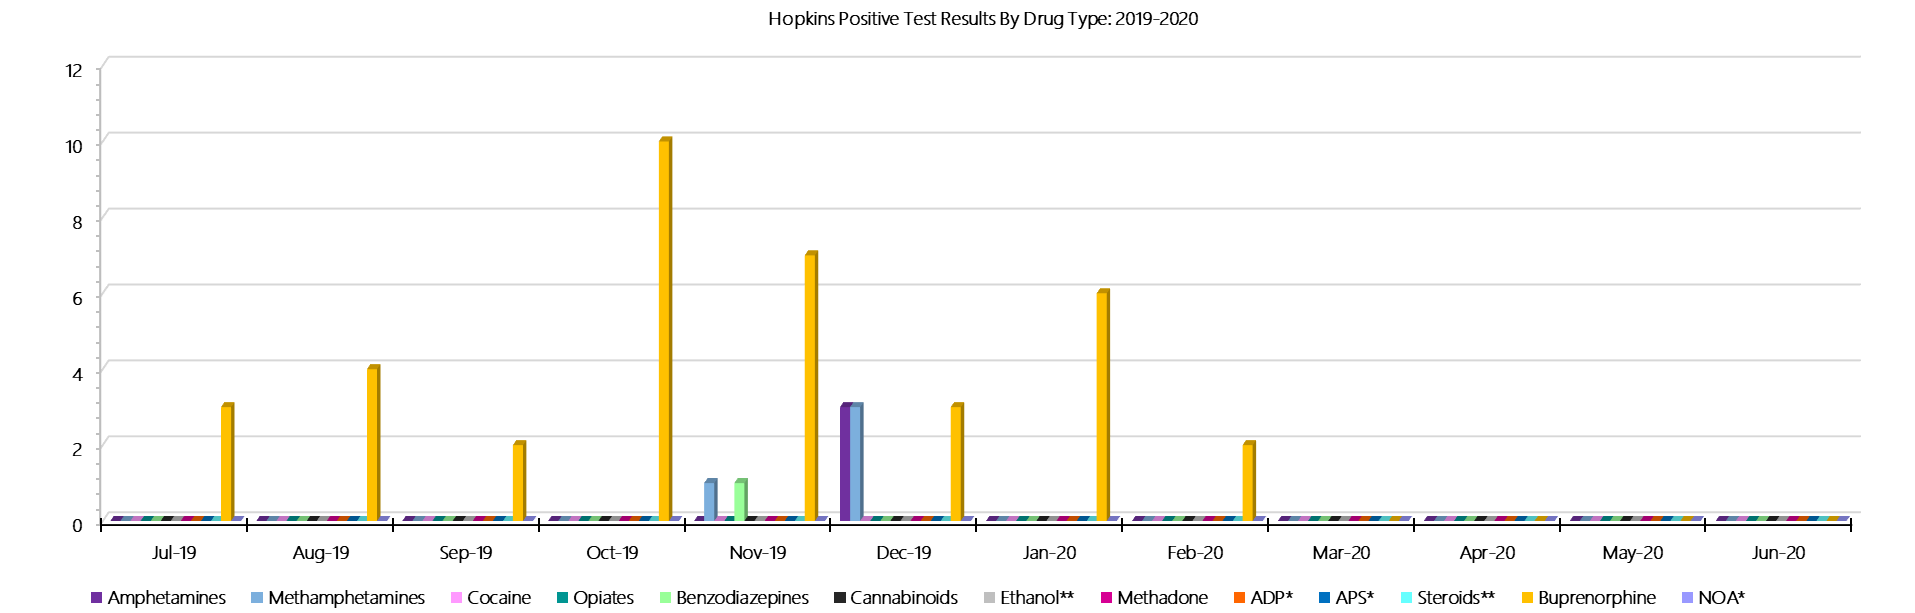 Hopkins Positive Test Results By Drug Type: 2019-2020
12
10
8
6
4
2
0
Jul-19 Aug-19 Sep-19 Oct-19 Nov-19 Dec-19 Jan-20 Feb-20 Mar-20 Apr-20 May-20 Jun-20
Amphetamines Methamphetamines Cocaine Opiates Benzodiazepines Cannabinoids Ethanol** Methadone ADP* APS* Steroids** Buprenorphine NOA*